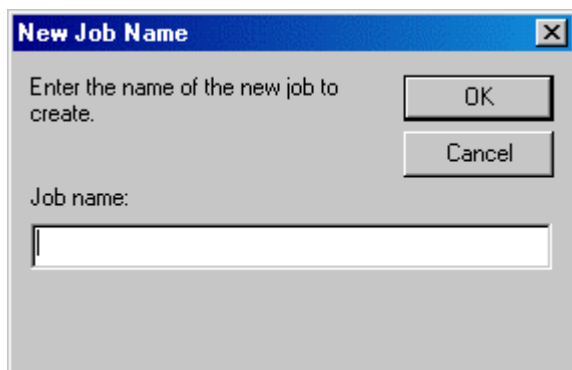 New Job Name
Enter the name of the new job to
create.
OK
Cancel
Job name: